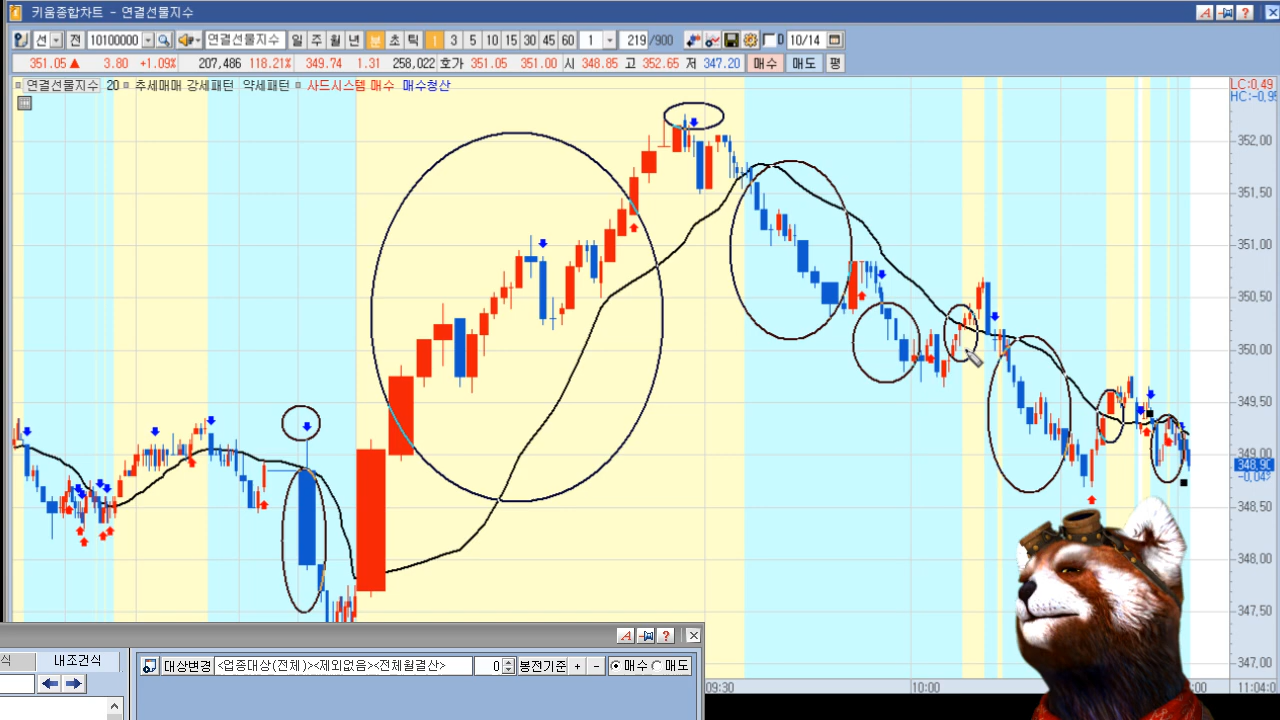 키움종합차트 - 연결선물지수
선 전 10100000 연결선물지수 일 주 월 년 분 초 틱 1 3 5 10 15 30 45 60 1 219 /900 D 10/14
351.05 ▲ 3.80 +1.09% 207,486 118.21% 349.74 1.31 258,022 호가 351.05 351.00 시 348.85 고 352.65 저 347.20 매수 매도 평
연결선물지수 20 추세매매 강세패턴 약세패턴 사드시스템 매수 매수청산
LC:0.49
HC:-0.95
352.00
351.50
351.00
350.50
350.00
349.50
349.00
348.90
-0.04%
348.50
348.00
347.50
347.00
09:30 10:00 :00 11:04:0
식 내조건식
대상변경 <업종대상(전체)><제외없음><전체월결산> 0 봉전기준 + - 매수 매도